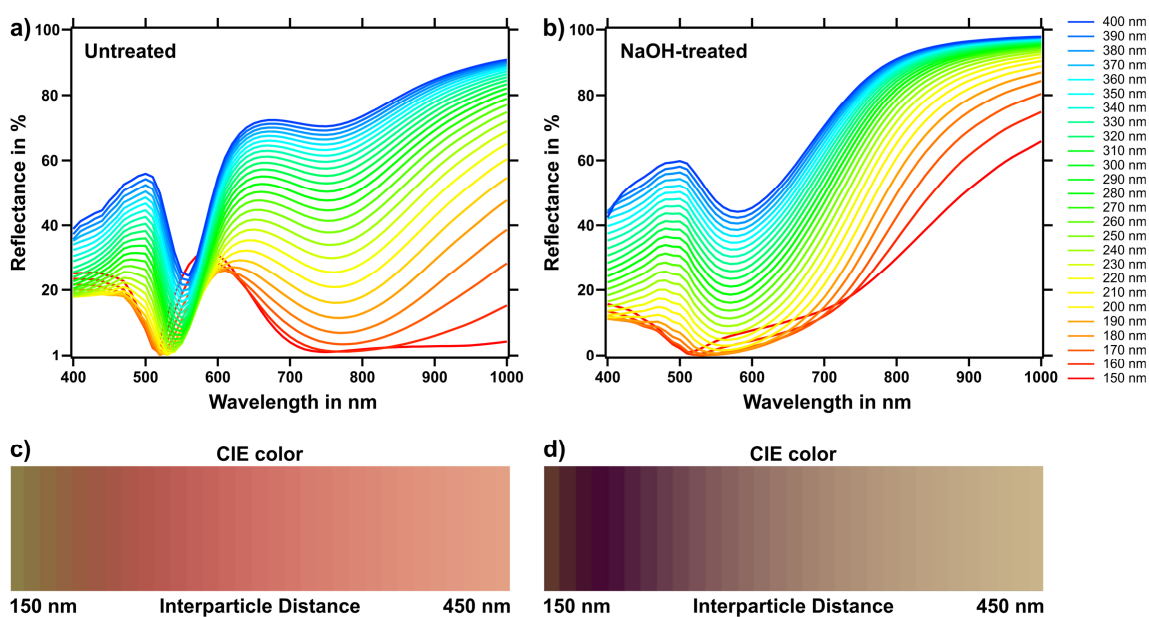 a)
Untreated
Reflectance in %
100
80
60
40
20
1
400 500 600 700 800 900 1000
Wavelength in nm
b)
NaOH-treated
Reflectance in %
100
80
60
40
20
0
400 500 600 700 800 900 1000
Wavelength in nm
400 nm
390 nm
380 nm
370 nm
360 nm
350 nm
340 nm
330 nm
320 nm
310 nm
300 nm
290 nm
280 nm
270 nm
260 nm
250 nm
240 nm
230 nm
220 nm
210 nm
200 nm
190 nm
180 nm
170 nm
160 nm
150 nm
c)
CIE color
150 nm Interparticle Distance 450 nm
d)
CIE color
150 nm Interparticle Distance 450 nm